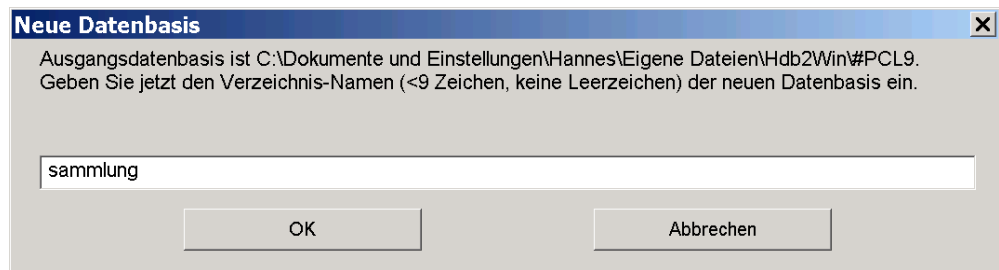 Neue Datenbasis
Ausgangsdatenbasis ist C:\Dokumente und Einstellungen\Hannes\Eigene Dateien\Hdb2Win\#PCL9.
Geben Sie jetzt den Verzeichnis-Namen (<9 Zeichen, keine Leerzeichen) der neuen Datenbasis ein.
sammlung
OK Abbrechen